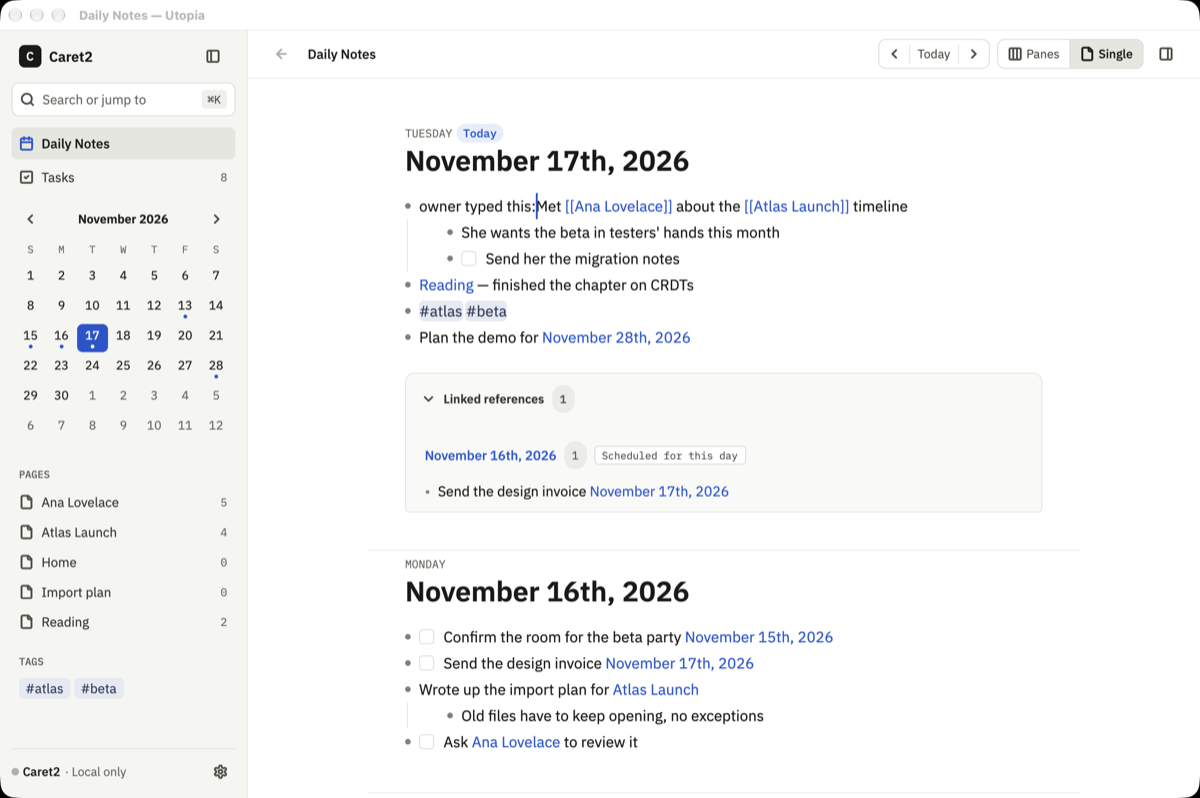 Daily Notes — Utopia
C Caret2
Search or jump to ⌘K
Daily Notes
Tasks 8
November 2026
S M T W T F S
1 2 3 4 5 6 7
8 9 10 11 12 13 14
15 16 17 18 19 20 21
22 23 24 25 26 27 28
29 30 1 2 3 4 5
6 7 8 9 10 11 12
PAGES
Ana Lovelace 5
Atlas Launch 4
Home 0
Import plan 0
Reading 2
TAGS
#atlas #beta
Caret2 · Local only
Daily Notes
Today
Panes Single
TUESDAY Today
November 17th, 2026
owner typed this:Met [[Ana Lovelace]] about the [[Atlas Launch]] timeline
She wants the beta in testers' hands this month
Send her the migration notes
Reading — finished the chapter on CRDTs
#atlas #beta
Plan the demo for November 28th, 2026
Linked references 1
November 16th, 2026 1 Scheduled for this day
Send the design invoice November 17th, 2026
MONDAY
November 16th, 2026
Confirm the room for the beta party November 15th, 2026
Send the design invoice November 17th, 2026
Wrote up the import plan for Atlas Launch
Old files have to keep opening, no exceptions
Ask Ana Lovelace to review it